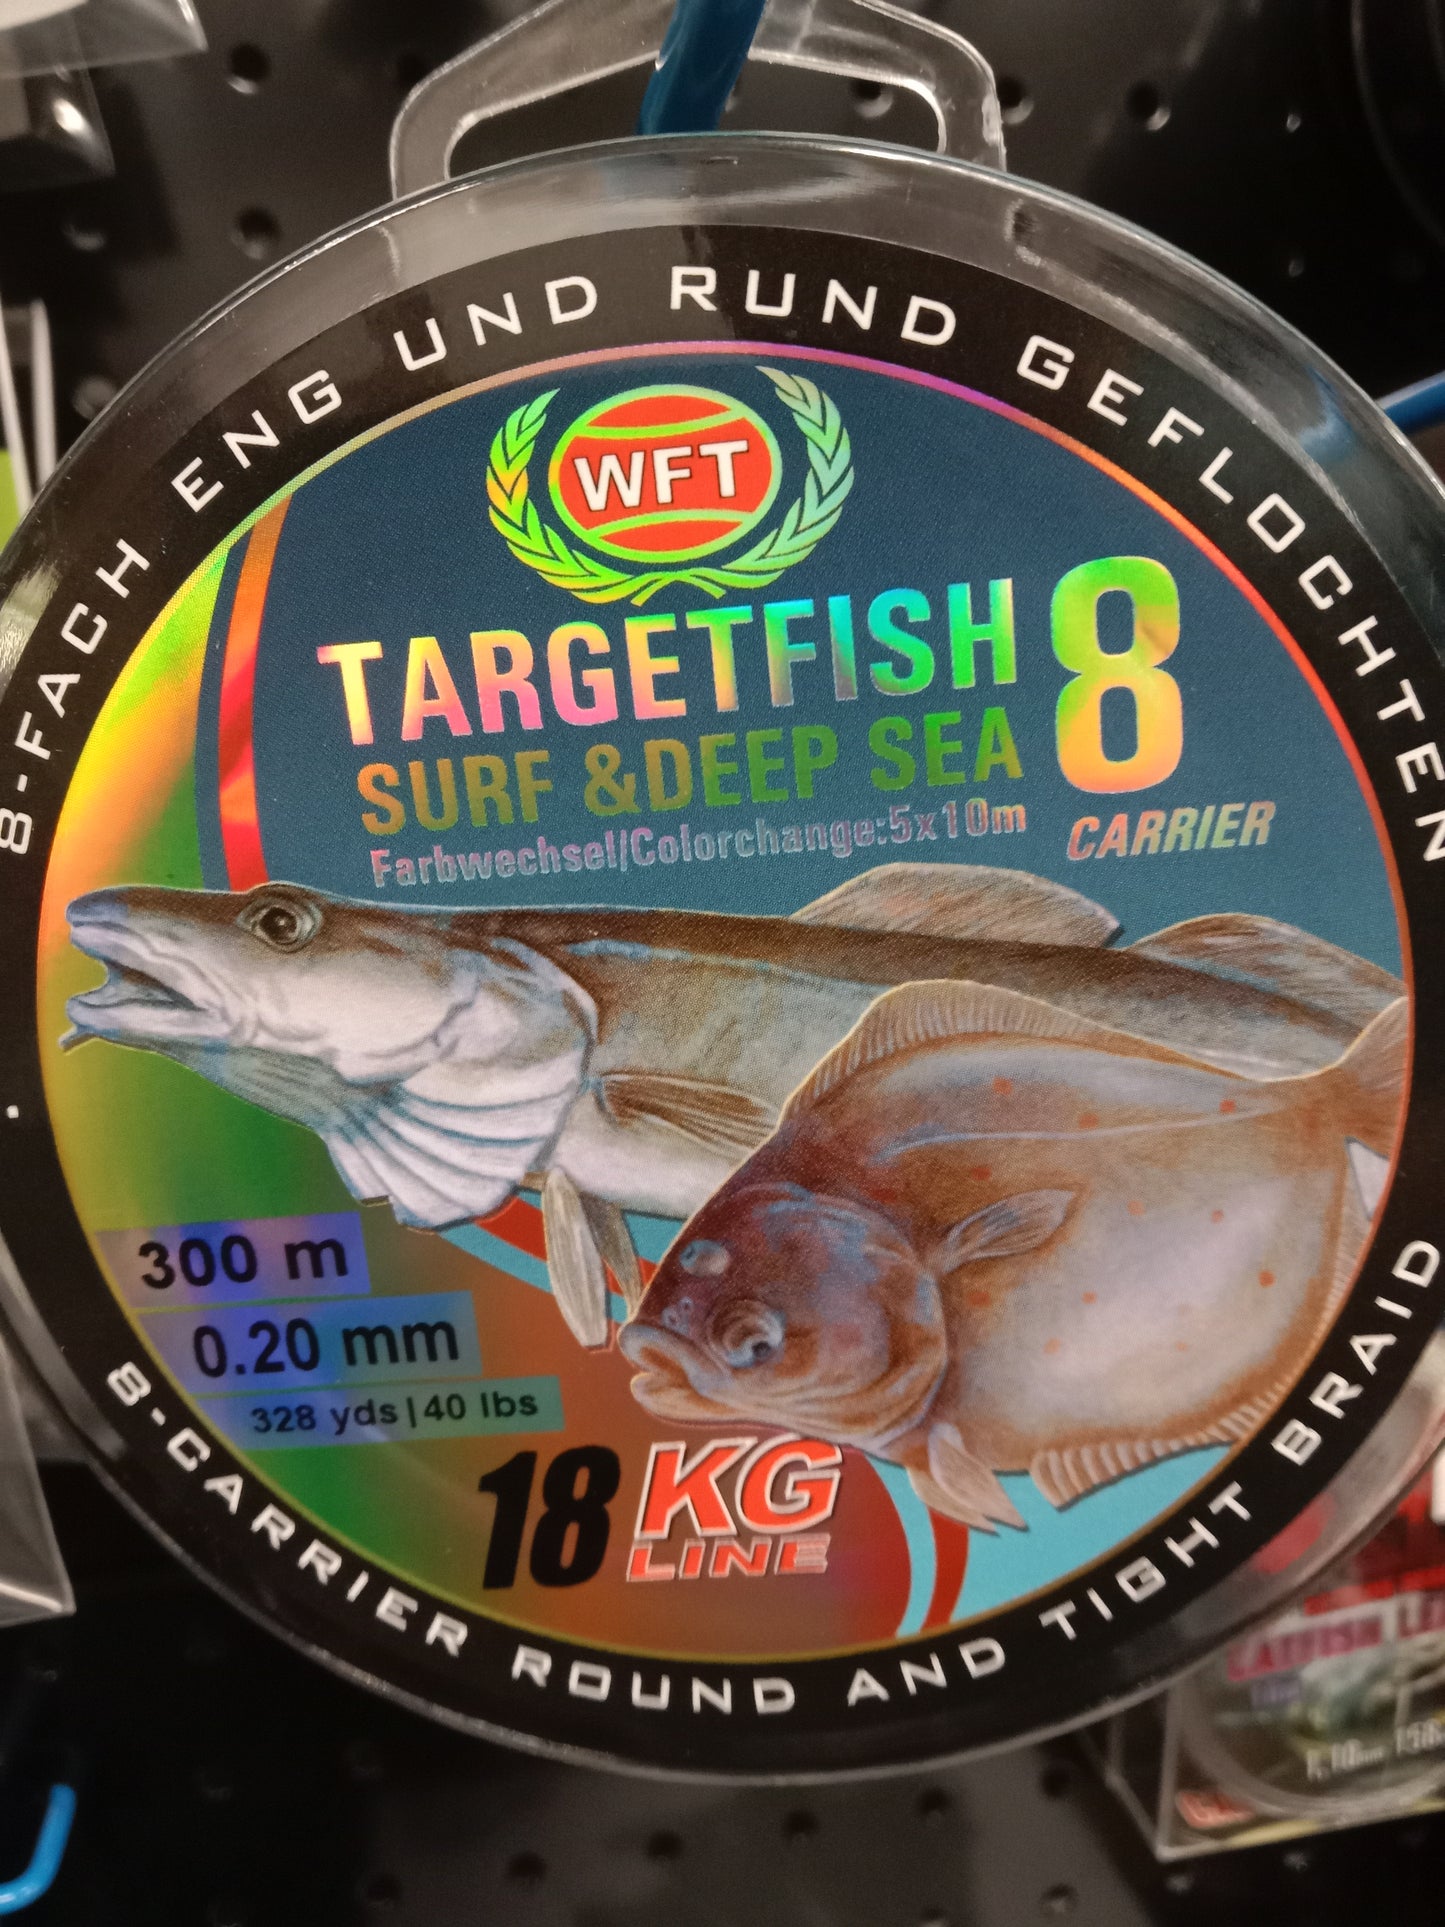 8-FACH ENG UND RUND GEFLOCHTEN
WFT
TARGETFISH 8
SURF &DEEP SEA
CARRIER
Farbwechsel/Colorchange:5x10m
300 m
0.20 mm
328 yds|40 lbs
18 KG
LINE
8-CARRIER ROUND AND TIGHT BRAID
CATFISH